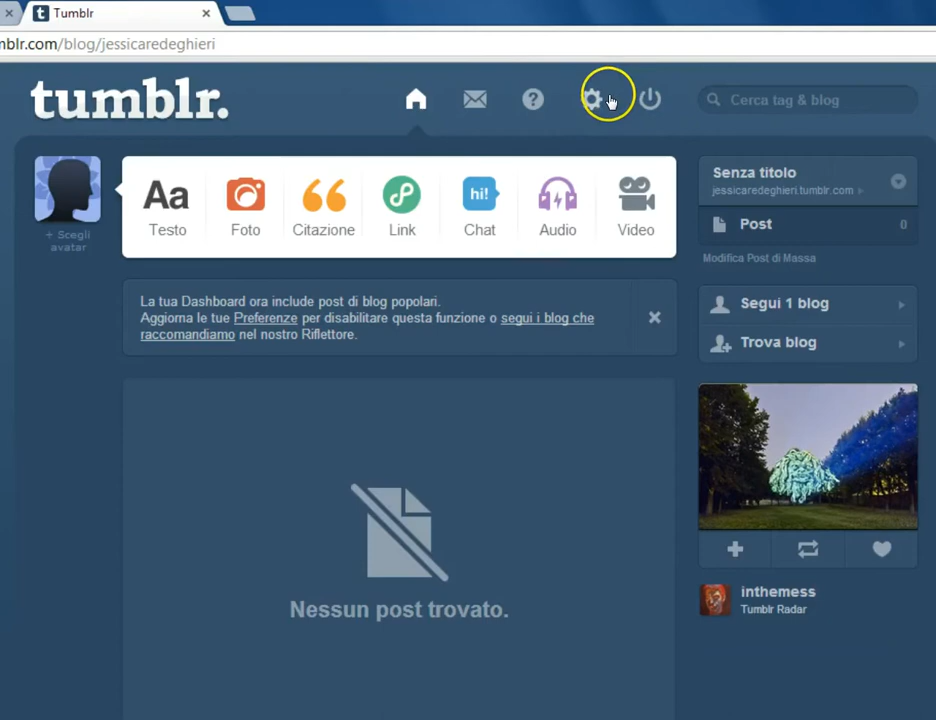 Tumblr
mblr.com/blog/jessicaredeghieri
tumblr.
Cerca tag & blog
Aa
Testo
Foto
Citazione
Link
hi!
Chat
Audio
Video
+ Scegli
avatar
Senza titolo
jessicaredeghieri.tumblr.com
Post 0
Modifica Post di Massa
La tua Dashboard ora include post di blog popolari.
Aggiorna le tue Preferenze per disabilitare questa funzione o segui i blog che
raccomandiamo nel nostro Riflettore.
Segui 1 blog
Trova blog
Nessun post trovato.
inthemess
Tumblr Radar